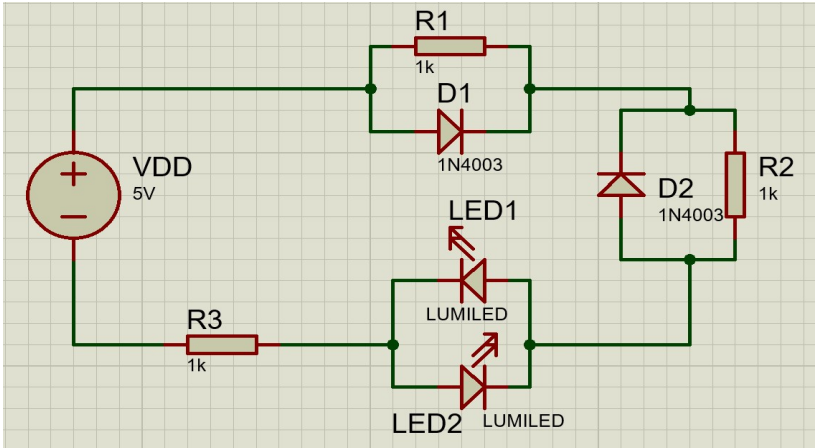 R1
1k
D1
1N4003
VDD
5V
R2
1k
D2
1N4003
LED1
LUMILED
R3
1k
LED2
LUMILED